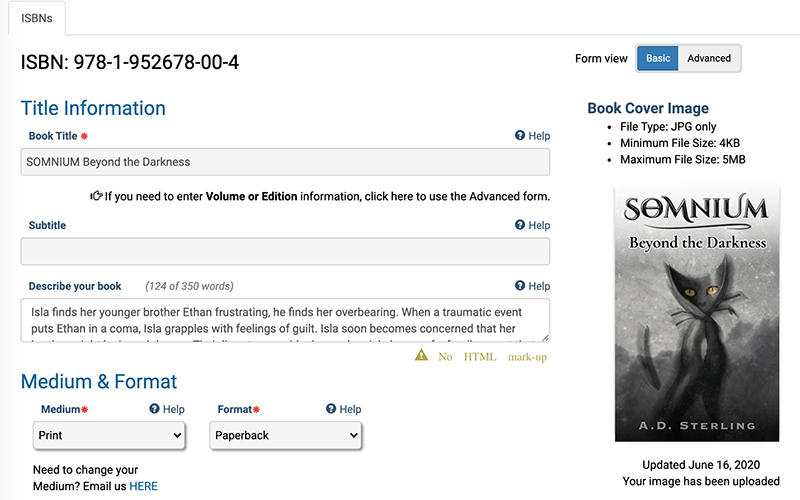 ISBNs
ISBN: 978-1-952678-00-4
Form view
Basic
Advanced
Title Information
Book Title *
Help
SOMNIUM Beyond the Darkness
If you need to enter Volume or Edition information, click here to use the Advanced form.
Subtitle
Help
Describe your book (124 of 350 words)
Help
Isla finds her younger brother Ethan frustrating, he finds her overbearing. When a traumatic event
puts Ethan in a coma, Isla grapples with feelings of guilt. Isla soon becomes concerned that her
No HTML mark-up
Medium & Format
Medium*
Help
Format*
Help
Print
Paperback
Need to change your
Medium? Email us HERE
Book Cover Image
• File Type: JPG only
• Minimum File Size: 4KB
• Maximum File Size: 5MB
SOMNIUM
Beyond the Darkness
A.D. STERLING
Updated June 16, 2020
Your image has been uploaded